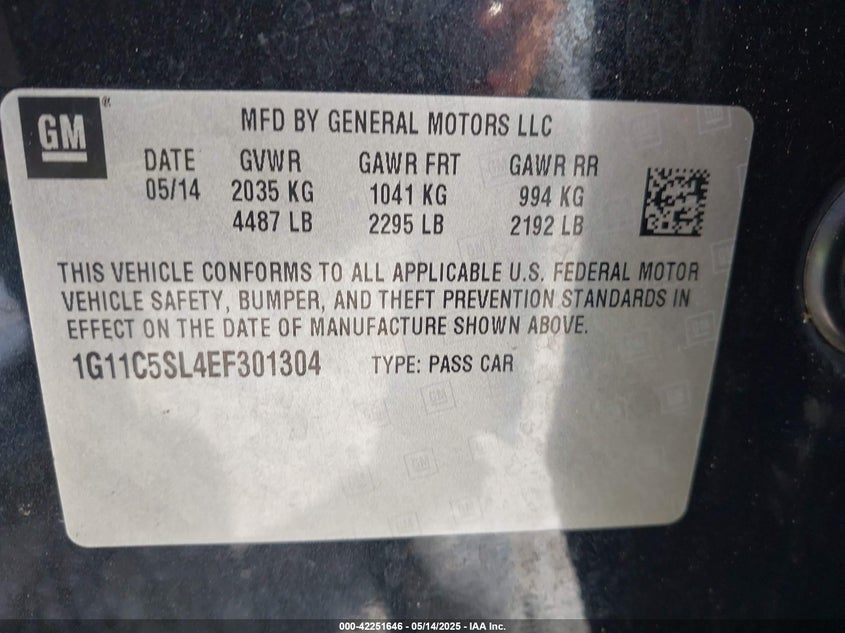 GM
MFD BY GENERAL MOTORS LLC
DATE GVWR GAWR FRT GAWR RR
05/14 2035 KG 1041 KG 994 KG
4487 LB 2295 LB 2192 LB
THIS VEHICLE CONFORMS TO ALL APPLICABLE U.S. FEDERAL MOTOR
VEHICLE SAFETY, BUMPER, AND THEFT PREVENTION STANDARDS IN
EFFECT ON THE DATE OF MANUFACTURE SHOWN ABOVE.
1G11C5SL4EF301304 TYPE: PASS CAR
000-42251646 — 05/14/2025 - IAA Inc.